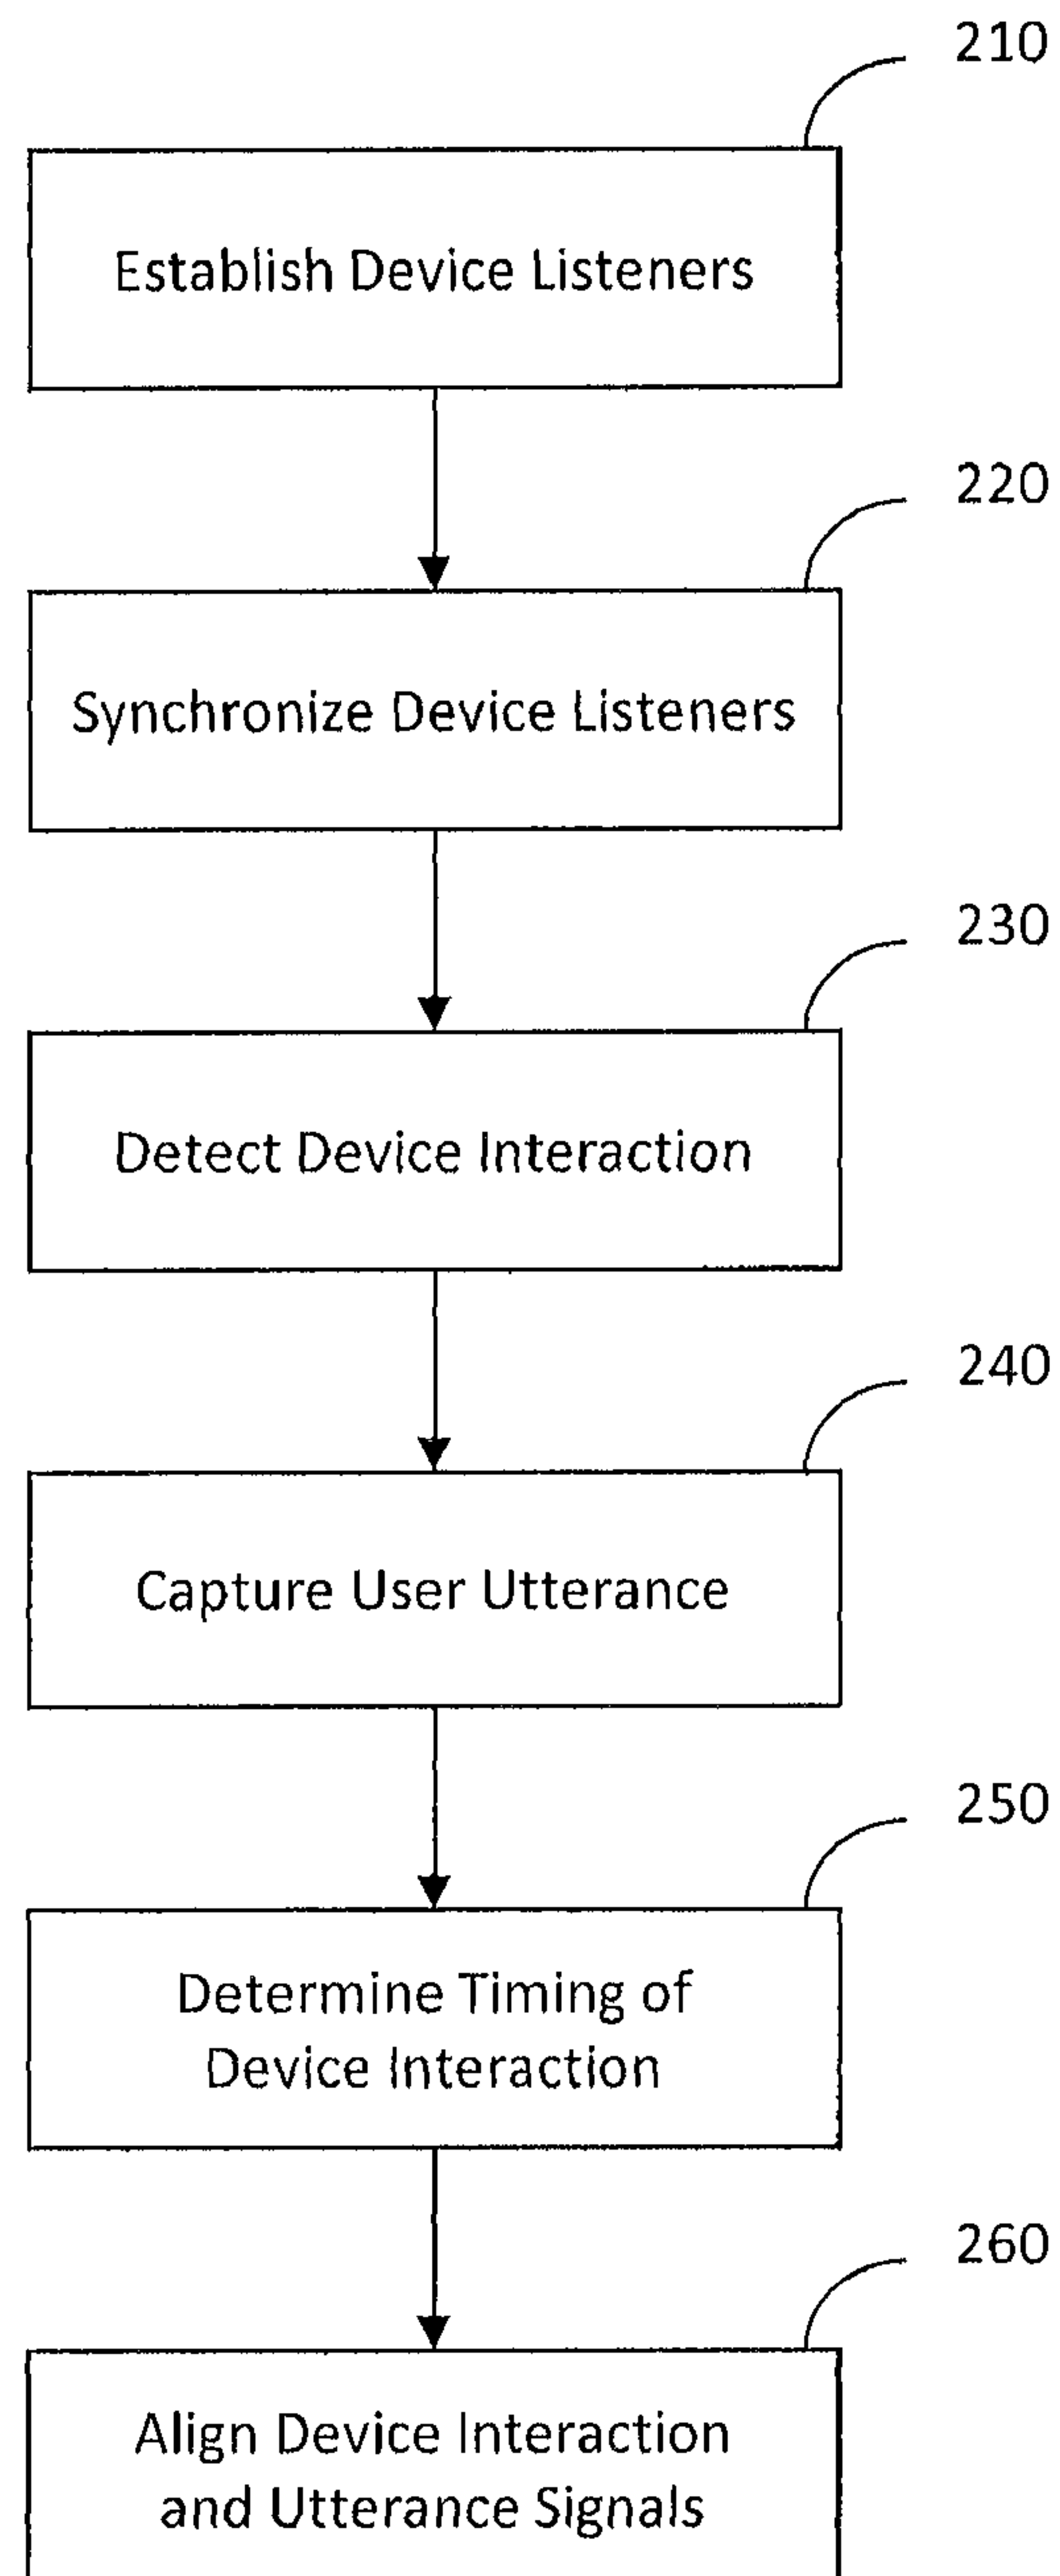 210
Establish Device Listeners
220
Synchronize Device Listeners
230
Detect Device Interaction
240
Capture User Utterance
250
Determine Timing of
Device Interaction
260
Align Device Interaction
and Utterance Signals